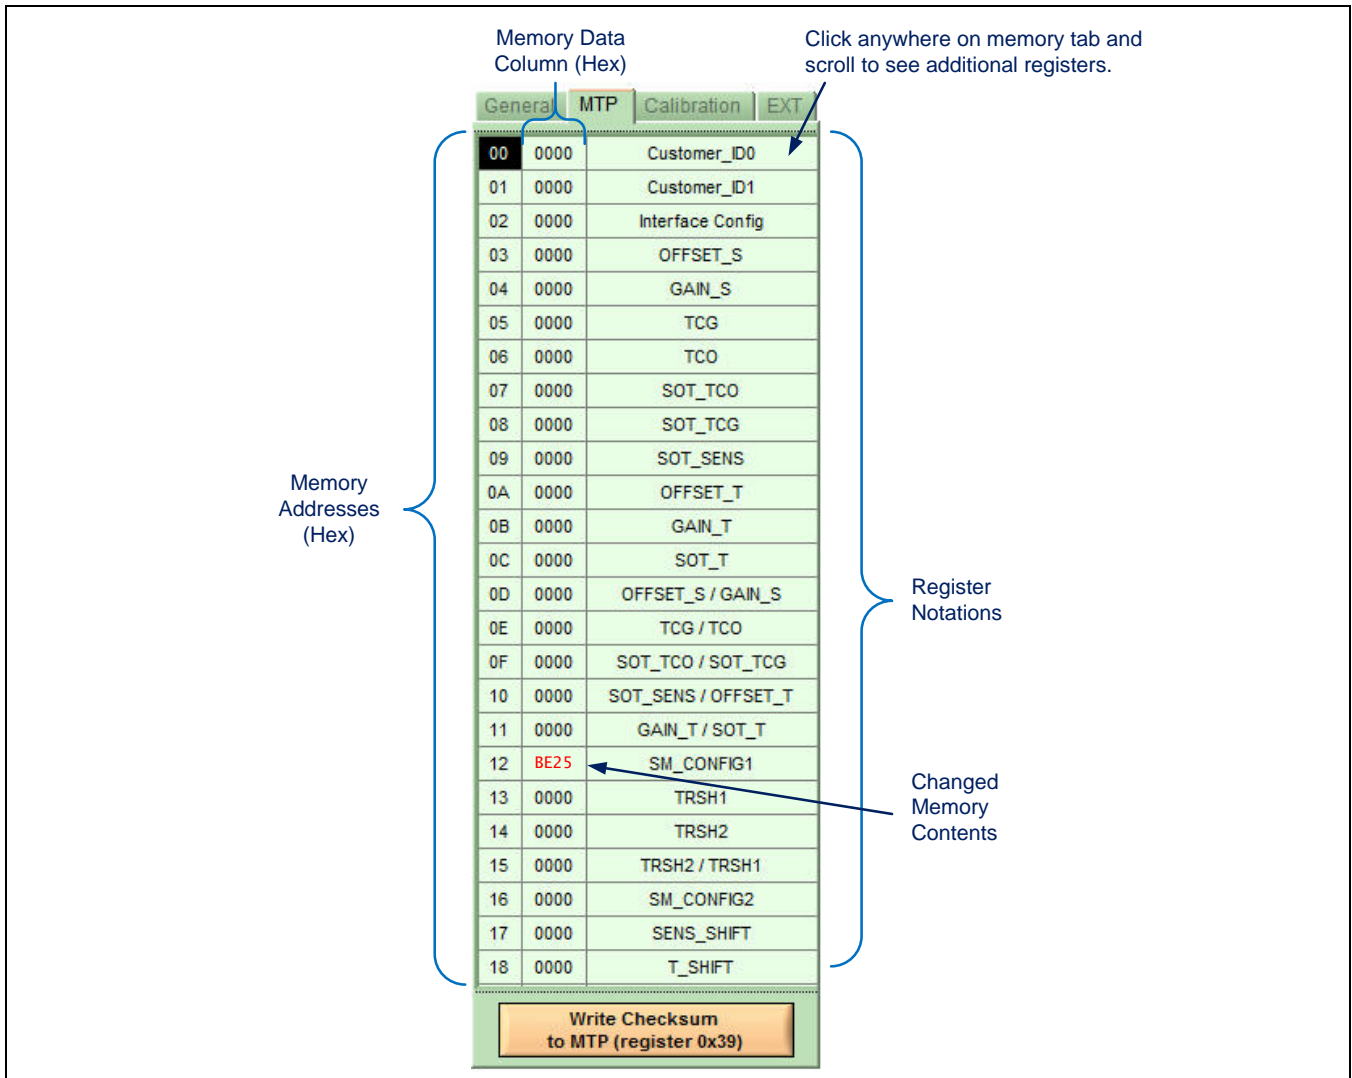 Memory Data
Column (Hex)
Click anywhere on memory tab and
scroll to see additional registers.
General MTP Calibration EXT
00 0000 Customer_ID0
01 0000 Customer_ID1
02 0000 Interface Config
03 0000 OFFSET_S
04 0000 GAIN_S
05 0000 TCG
06 0000 TCO
07 0000 SOT_TCO
08 0000 SOT_TCG
09 0000 SOT_SENS
0A 0000 OFFSET_T
0B 0000 GAIN_T
0C 0000 SOT_T
0D 0000 OFFSET_S / GAIN_S
0E 0000 TCG / TCO
0F 0000 SOT_TCO / SOT_TCG
10 0000 SOT_SENS / OFFSET_T
11 0000 GAIN_T / SOT_T
12 BE25 SM_CONFIG1
13 0000 TRSH1
14 0000 TRSH2
15 0000 TRSH2 / TRSH1
16 0000 SM_CONFIG2
17 0000 SENS_SHIFT
18 0000 T_SHIFT
Memory
Addresses
(Hex)
Register
Notations
Changed
Memory
Contents
Write Checksum
to MTP (register 0x39)